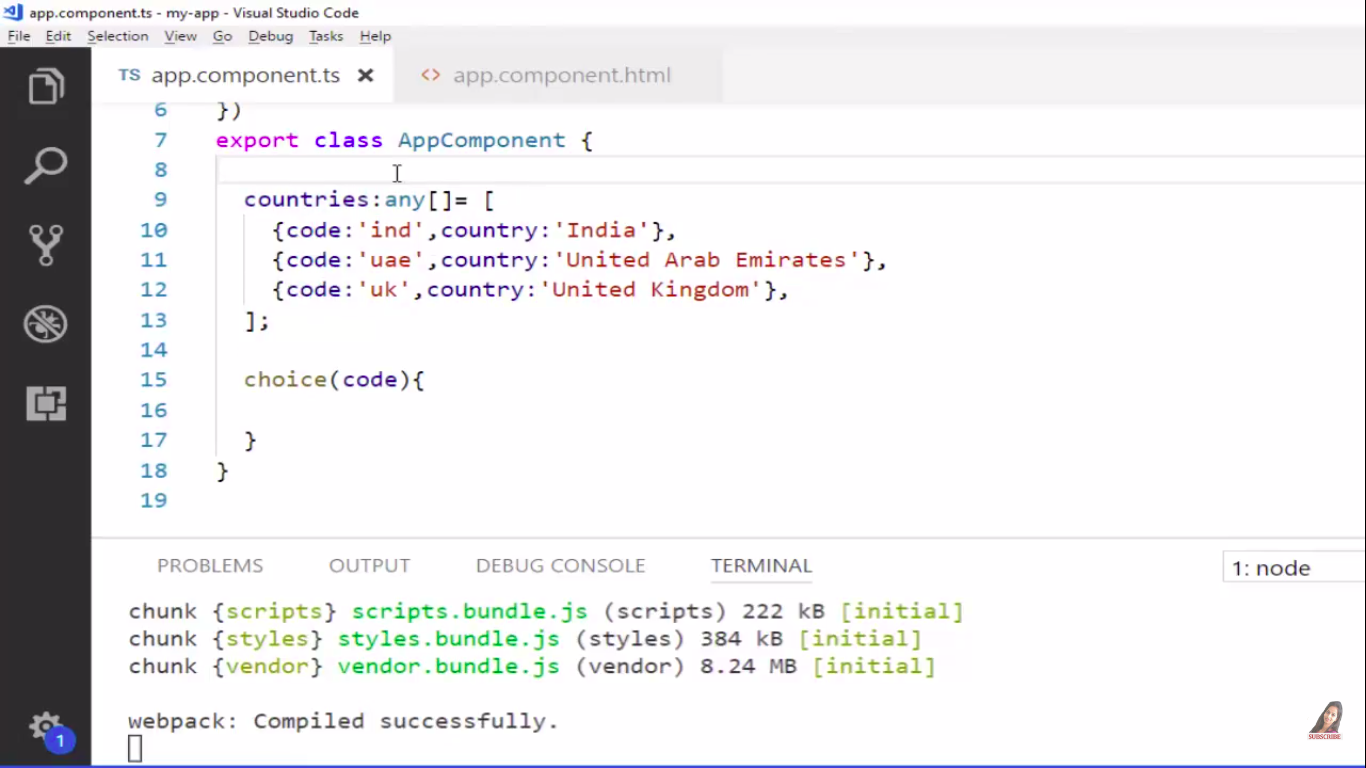 app.component.ts - my-app - Visual Studio Code
File Edit Selection View Go Debug Tasks Help
TS app.component.ts × <> app.component.html
6 })
7 export class AppComponent {
8
9 countries:any[]= [
10 {code:'ind',country:'India'},
11 {code:'uae',country:'United Arab Emirates'},
12 {code:'uk',country:'United Kingdom'},
13 ];
14
15 choice(code){
16
17 }
18 }
19
PROBLEMS OUTPUT DEBUG CONSOLE TERMINAL 1: node
chunk {scripts} scripts.bundle.js (scripts) 222 kB [initial]
chunk {styles} styles.bundle.js (styles) 384 kB [initial]
chunk {vendor} vendor.bundle.js (vendor) 8.24 MB [initial]
webpack: Compiled successfully.
1
SUBSCRIBE